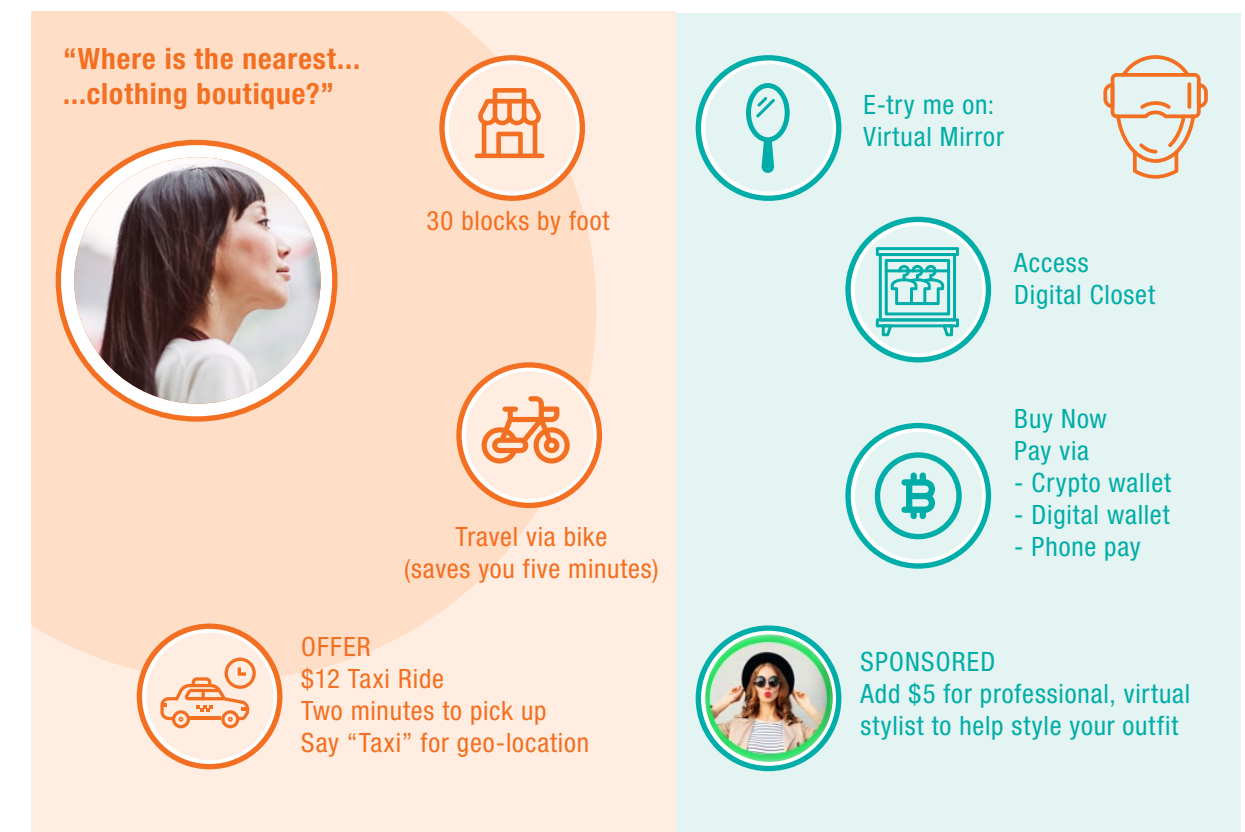 “Where is the nearest...
...clothing boutique?”
30 blocks by foot
Travel via bike
(saves you five minutes)
OFFER
$12 Taxi Ride
Two minutes to pick up
Say “Taxi” for geo-location
E-try me on:
Virtual Mirror
Access
Digital Closet
Buy Now
Pay via
- Crypto wallet
- Digital wallet
- Phone pay
SPONSORED
Add $5 for professional, virtual
stylist to help style your outfit